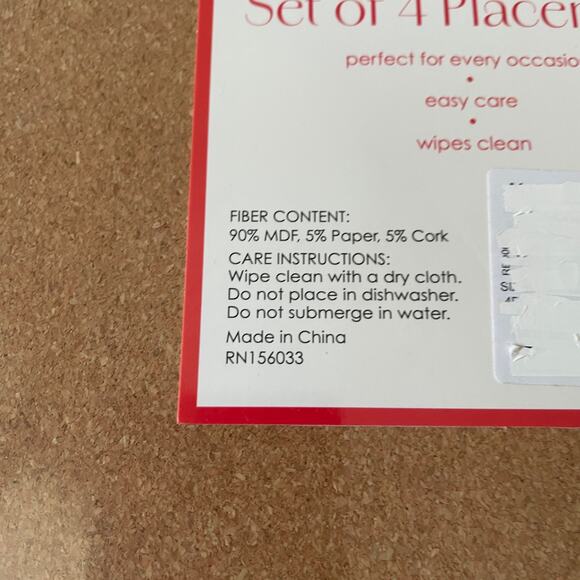 Set of 4
perfect for every
easy care
wipes clean
FIBER CONTENT:
90% MDF, 5% Paper, 5% Cork
CARE INSTRUCTIONS:
Wipe clean with a dry cloth.
Do not place in dishwasher.
Do not submerge in water.
Made in China
RN156033